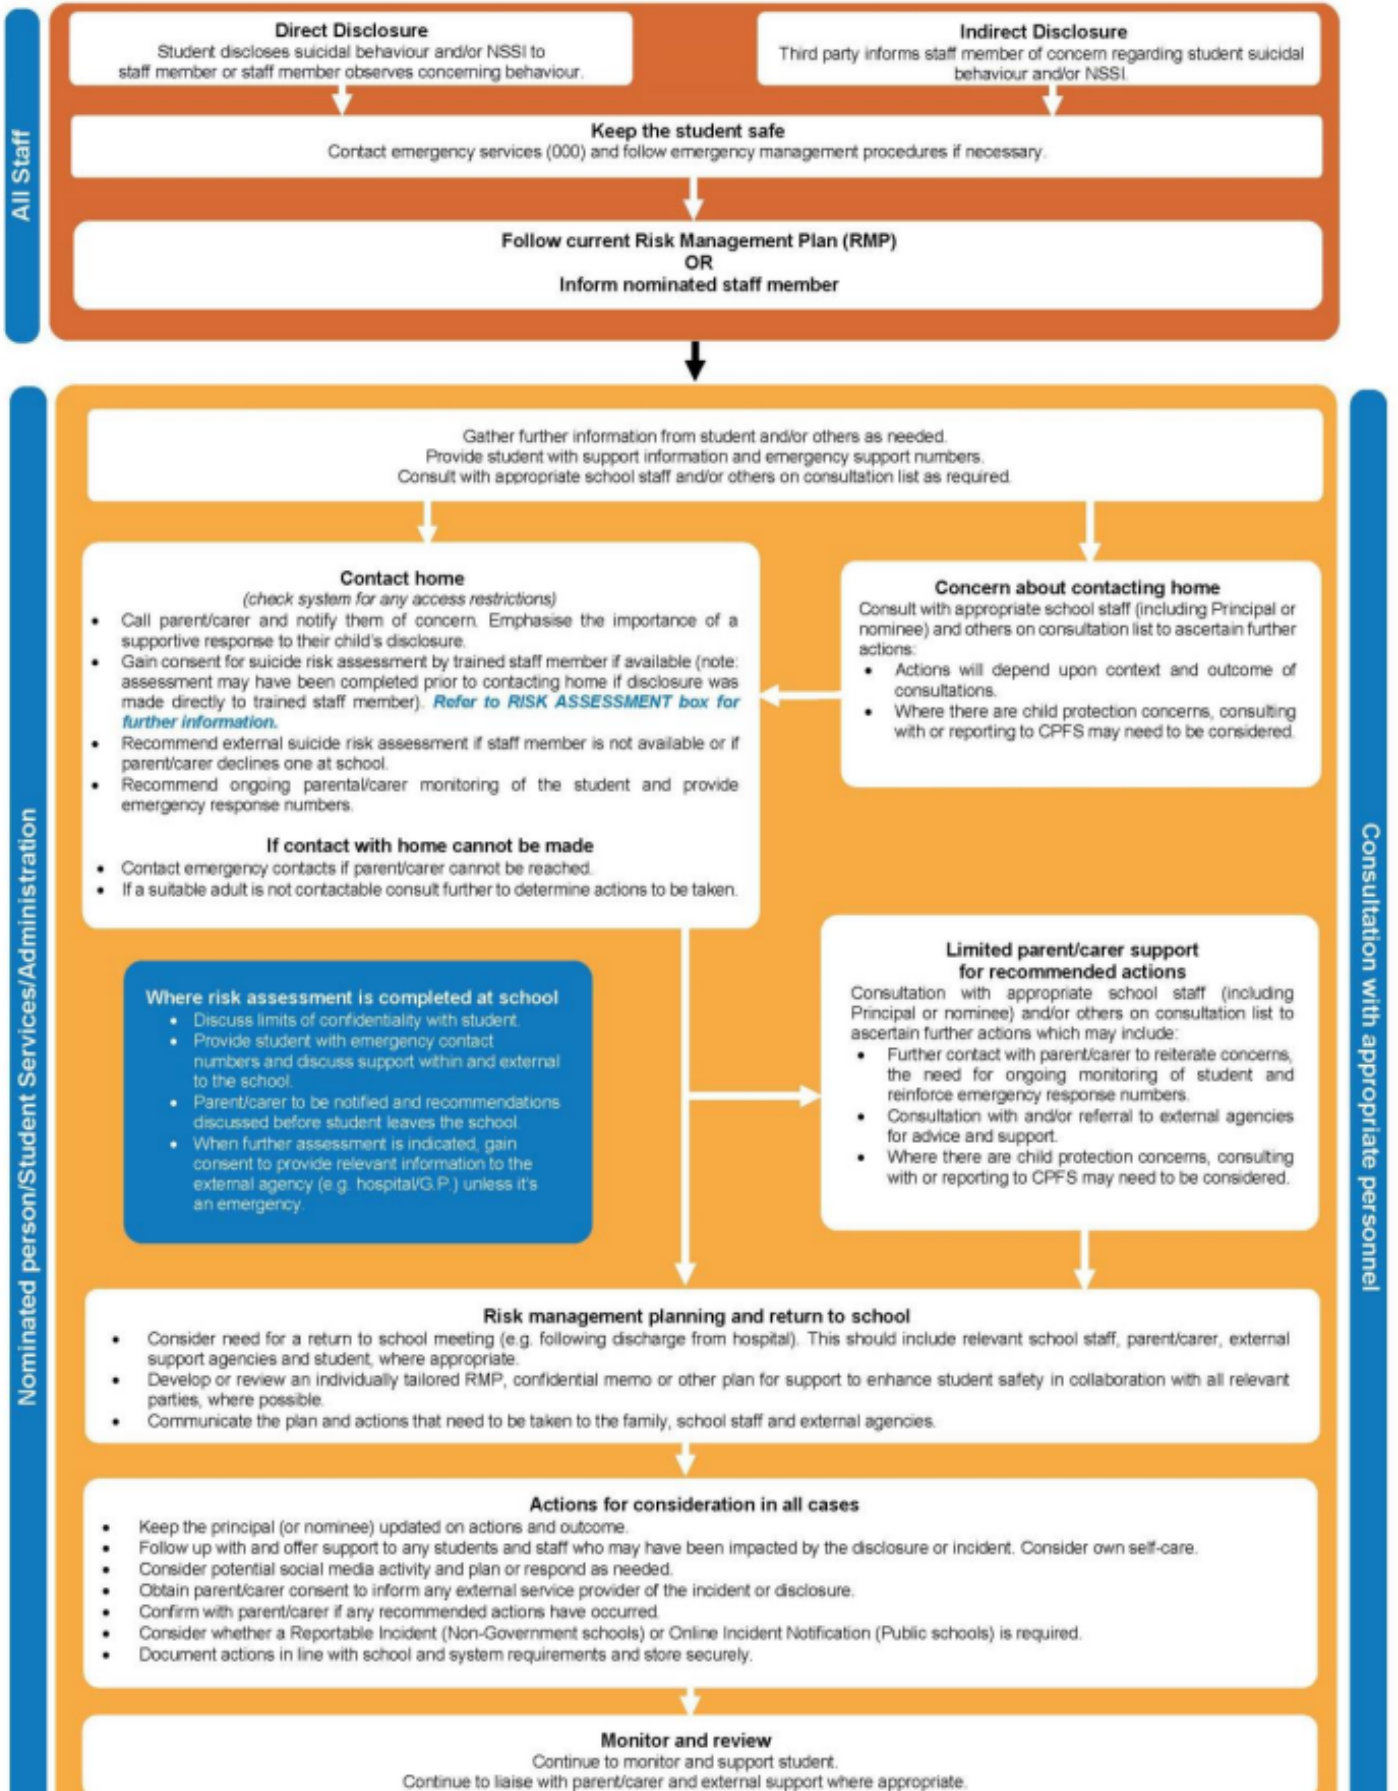 All Staff
Direct Disclosure
Student discloses suicidal behaviour and/or NSSI to
staff member or staff member observes concerning behaviour.
Indirect Disclosure
Third party informs staff member of concern regarding student suicidal
behaviour and/or NSSI.
Keep the student safe
Contact emergency services (000) and follow emergency management procedures if necessary.
Follow current Risk Management Plan (RMP)
OR
Inform nominated staff member
Nominated person/Student Services/Administration
Consultation with appropriate personnel
Gather further information from student and/or others as needed.
Provide student with support information and emergency support numbers.
Consult with appropriate school staff and/or others on consultation list as required.
Contact home
(check system for any access restrictions)
• Call parent/carer and notify them of concern. Emphasise the importance of a
supportive response to their child's disclosure.
• Gain consent for suicide risk assessment by trained staff member if available (note:
assessment may have been completed prior to contacting home if disclosure was
made directly to trained staff member). Refer to RISK ASSESSMENT box for
further information.
• Recommend external suicide risk assessment if staff member is not available or if
parent/carer declines one at school.
• Recommend ongoing parental/carer monitoring of the student and provide
emergency response numbers.
If contact with home cannot be made
• Contact emergency contacts if parent/carer cannot be reached.
• If a suitable adult is not contactable consult further to determine actions to be taken.
Concern about contacting home
Consult with appropriate school staff (including Principal or
nominee) and others on consultation list to ascertain further
actions:
• Actions will depend upon context and outcome of
consultations.
• Where there are child protection concerns, consulting
with or reporting to CPFS may need to be considered.
Where risk assessment is completed at school
• Discuss limits of confidentiality with student.
• Provide student with emergency contact
numbers and discuss support within and external
to the school.
• Parent/carer to be notified and recommendations
discussed before student leaves the school.
• When further assessment is indicated, gain
consent to provide relevant information to the
external agency (e.g. hospital/G.P.) unless it's
an emergency.
Limited parent/carer support
for recommended actions
Consultation with appropriate school staff (including
Principal or nominee) and/or others on consultation list to
ascertain further actions which may include:
• Further contact with parent/carer to reiterate concerns,
the need for ongoing monitoring of student and
reinforce emergency response numbers.
• Consultation with and/or referral to external agencies
for advice and support.
• Where there are child protection concerns, consulting
with or reporting to CPFS may need to be considered.
Risk management planning and return to school
• Consider need for a return to school meeting (e.g. following discharge from hospital). This should include relevant school staff, parent/carer, external
support agencies and student, where appropriate.
• Develop or review an individually tailored RMP, confidential memo or other plan for support to enhance student safety in collaboration with all relevant
parties, where possible.
• Communicate the plan and actions that need to be taken to the family, school staff and external agencies.
Actions for consideration in all cases
• Keep the principal (or nominee) updated on actions and outcome.
• Follow up with and offer support to any students and staff who may have been impacted by the disclosure or incident. Consider own self-care.
• Consider potential social media activity and plan or respond as needed.
• Obtain parent/carer consent to inform any external service provider of the incident or disclosure.
• Confirm with parent/carer if any recommended actions have occurred.
• Consider whether a Reportable Incident (Non-Government schools) or Online Incident Notification (Public schools) is required.
• Document actions in line with school and system requirements and store securely.
Monitor and review
Continue to monitor and support student.
Continue to liaise with parent/carer and external support where appropriate.